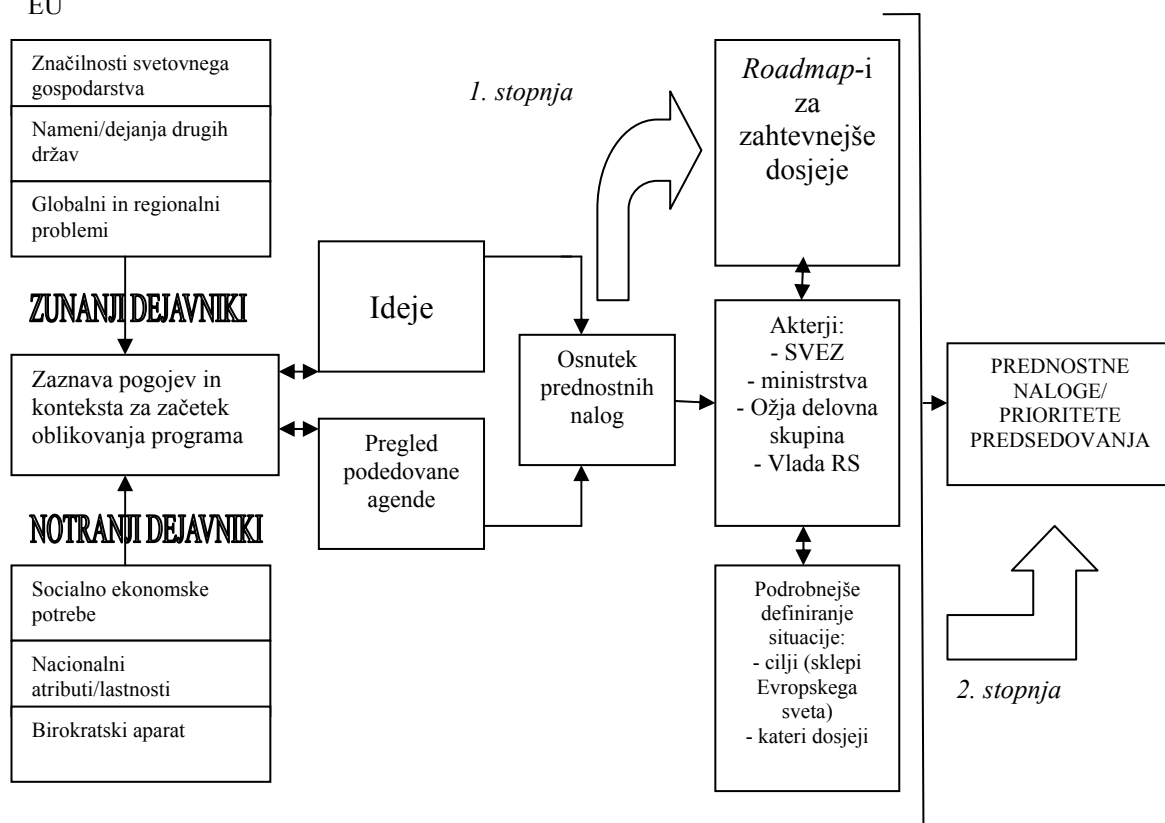 EU
Značilnosti svetovnega
gospodarstva
Nameni/dejanja drugih
držav
Globalni in regionalni
problemi
ZUNANJI DEJAVNIKI
Zaznava pogojev in
konteksta za začetek
oblikovanja programa
NOTRANJI DEJAVNIKI
Socialno ekonomske
potrebe
Nacionalni
atributi/lastnosti
Birokratski aparat
Ideje
Pregled
podedovane
agende
1. stopnja
Osnutek
prednostnih
nalog
Roadmap-i
za
zahtevnejše
dosjeje
Akterji:
- SVEZ
- ministrstva
- Ožja delovna
skupina
- Vlada RS
Podrobnejše
definiranje
situacije:
- cilji (sklepi
Evropskega
sveta)
- kateri dosjeji
PREDNOSTNE
NALOGE/
PRIORITETE
PREDSEDOVANJA
2. stopnja